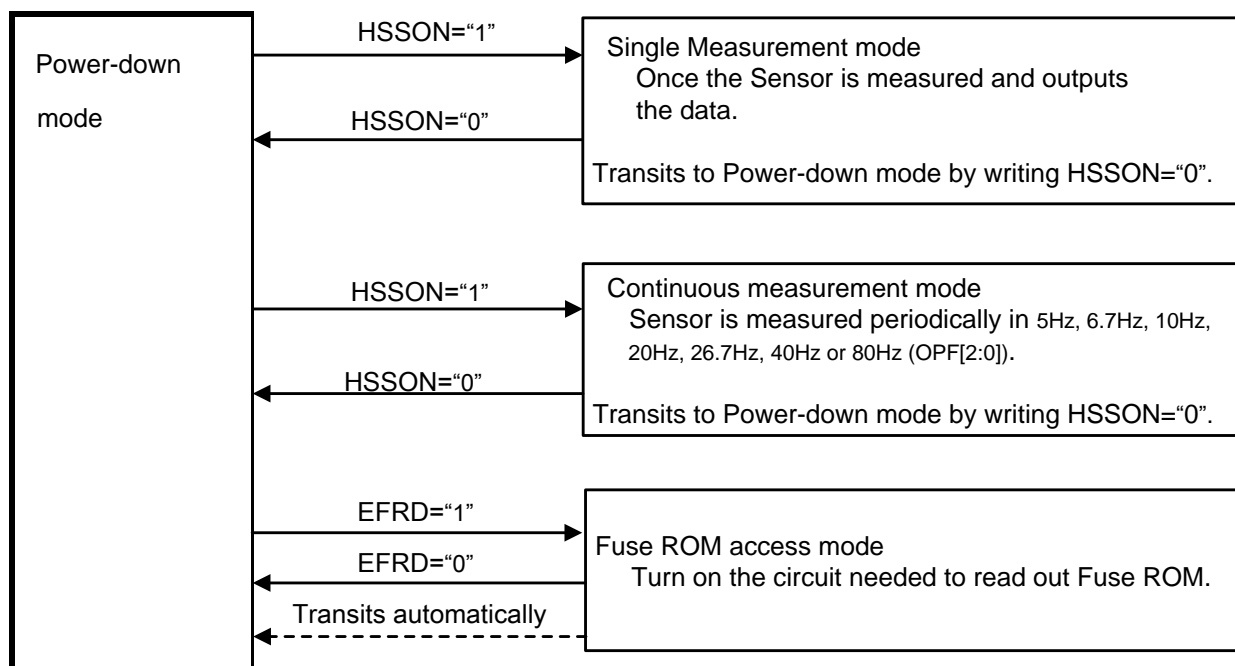 Power-down
mode
HSSON=“1”
HSSON=“0”
Single Measurement mode
Once the Sensor is measured and outputs
the data.
Transits to Power-down mode by writing HSSON=“0”.
HSSON=“1”
HSSON=“0”
Continuous measurement mode
Sensor is measured periodically in 5Hz, 6.7Hz, 10Hz,
20Hz, 26.7Hz, 40Hz or 80Hz (OPF[2:0]).
Transits to Power-down mode by writing HSSON=“0”.
EFRD=“1”
EFRD=“0”
Transits automatically
Fuse ROM access mode
Turn on the circuit needed to read out Fuse ROM.